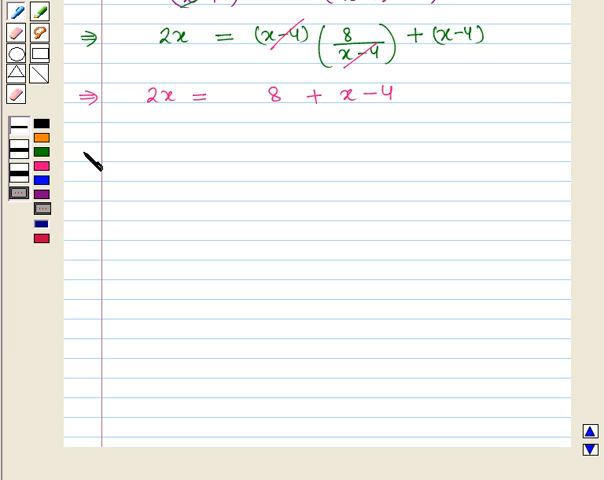 ⇒ 2x = (x-4) ( 8 / x-4 ) + (x-4)
⇒ 2x = 8 + x - 4